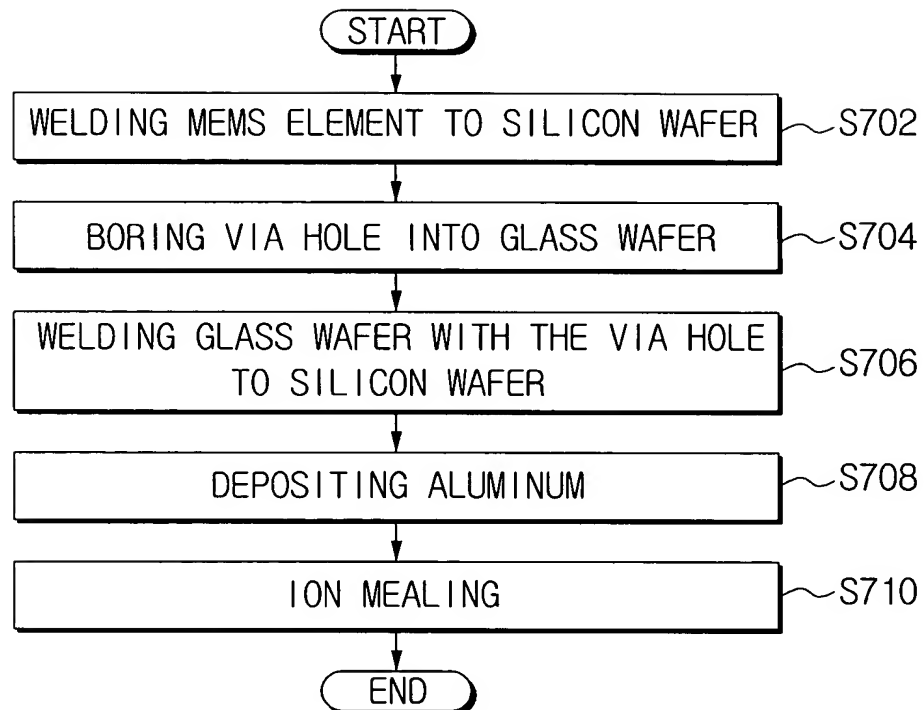 START
WELDING MEMS ELEMENT TO SILICON WAFER
S702
BORING VIA HOLE INTO GLASS WAFER
S704
WELDING GLASS WAFER WITH THE VIA HOLE
TO SILICON WAFER
S706
DEPOSITING ALUMINUM
S708
ION MEALING
S710
END